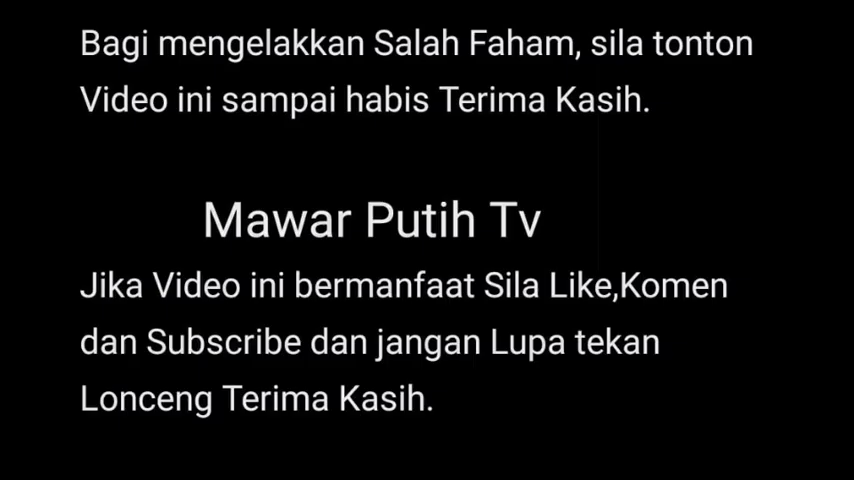 Bagi mengelakkan Salah Faham, sila tonton
Video ini sampai habis Terima Kasih.
Mawar Putih Tv
Jika Video ini bermanfaat Sila Like,Komen
dan Subscribe dan jangan Lupa tekan
Lonceng Terima Kasih.